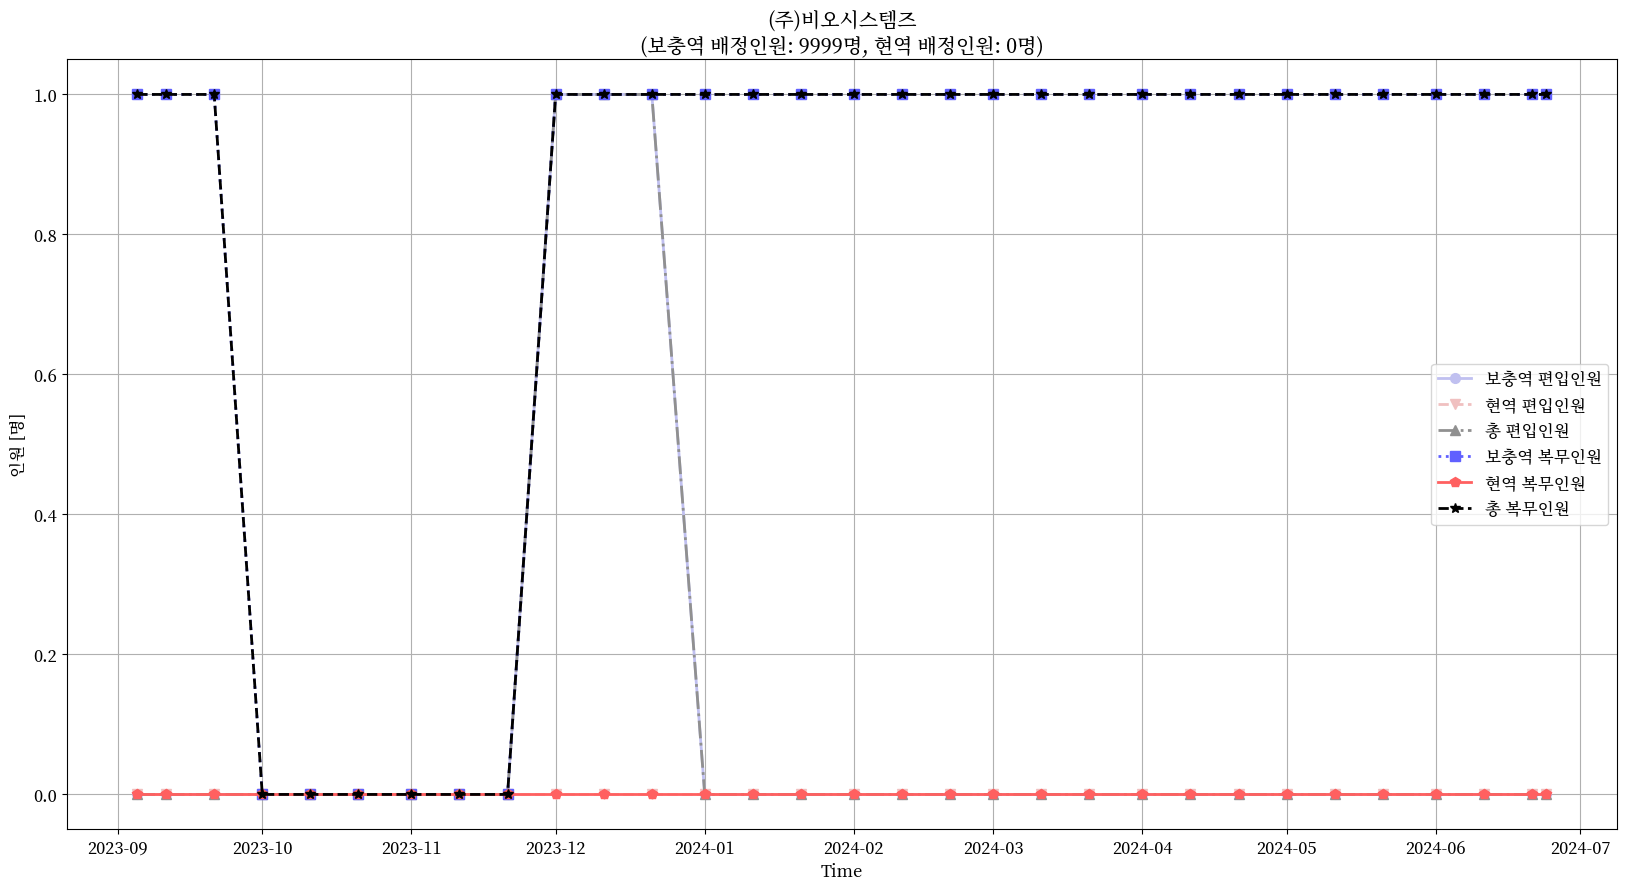 (주)비오시스템즈
(보충역 배정인원: 9999명, 현역 배정인원: 0명)
인원 [명]
1.0
0.8
0.6
0.4
0.2
0.0
보충역 편입인원
현역 편입인원
총 편입인원
보충역 복무인원
현역 복무인원
총 복무인원
2023-09
2023-10
2023-11
2023-12
2024-01
2024-02
2024-03
2024-04
2024-05
2024-06
2024-07
Time